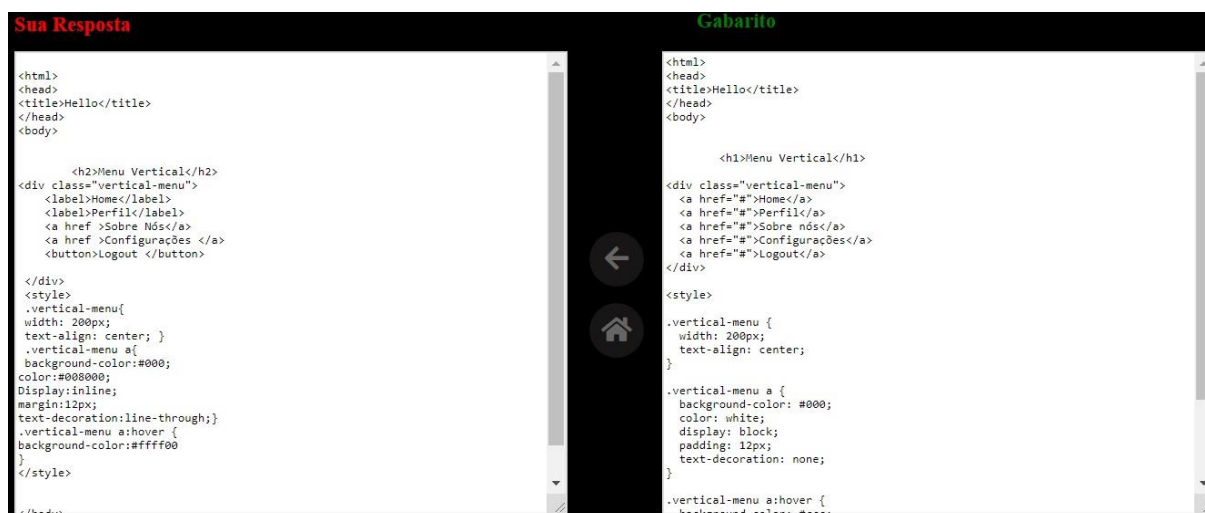 Sua Resposta
<html>
<head>
<title>Hello</title>
</head>
<body>
<h2>Menu Vertical</h2>
<div class="vertical-menu">
<label>Home</label>
<label>Perfil</label>
<a href >Sobre Nós</a>
<a href >Configurações </a>
<button>Logout </button>
</div>
<style>
.vertical-menu{
width: 200px;
text-align: center; }
.vertical-menu a{
background-color:#000;
color:#008000;
Display:inline;
margin:12px;
text-decoration:line-through;}
.vertical-menu a:hover {
background-color:#ffff00
}
</style>
</body>
Gabarito
<html>
<head>
<title>Hello</title>
</head>
<body>
<h1>Menu Vertical</h1>
<div class="vertical-menu">
<a href="#">Home</a>
<a href="#">Perfil</a>
<a href="#">Sobre nós</a>
<a href="#">Configurações</a>
<a href="#">Logout</a>
</div>
<style>
.vertical-menu {
width: 200px;
text-align: center;
}
.vertical-menu a {
background-color: #000;
color: white;
display: block;
padding: 12px;
text-decoration: none;
}
.vertical-menu a:hover {